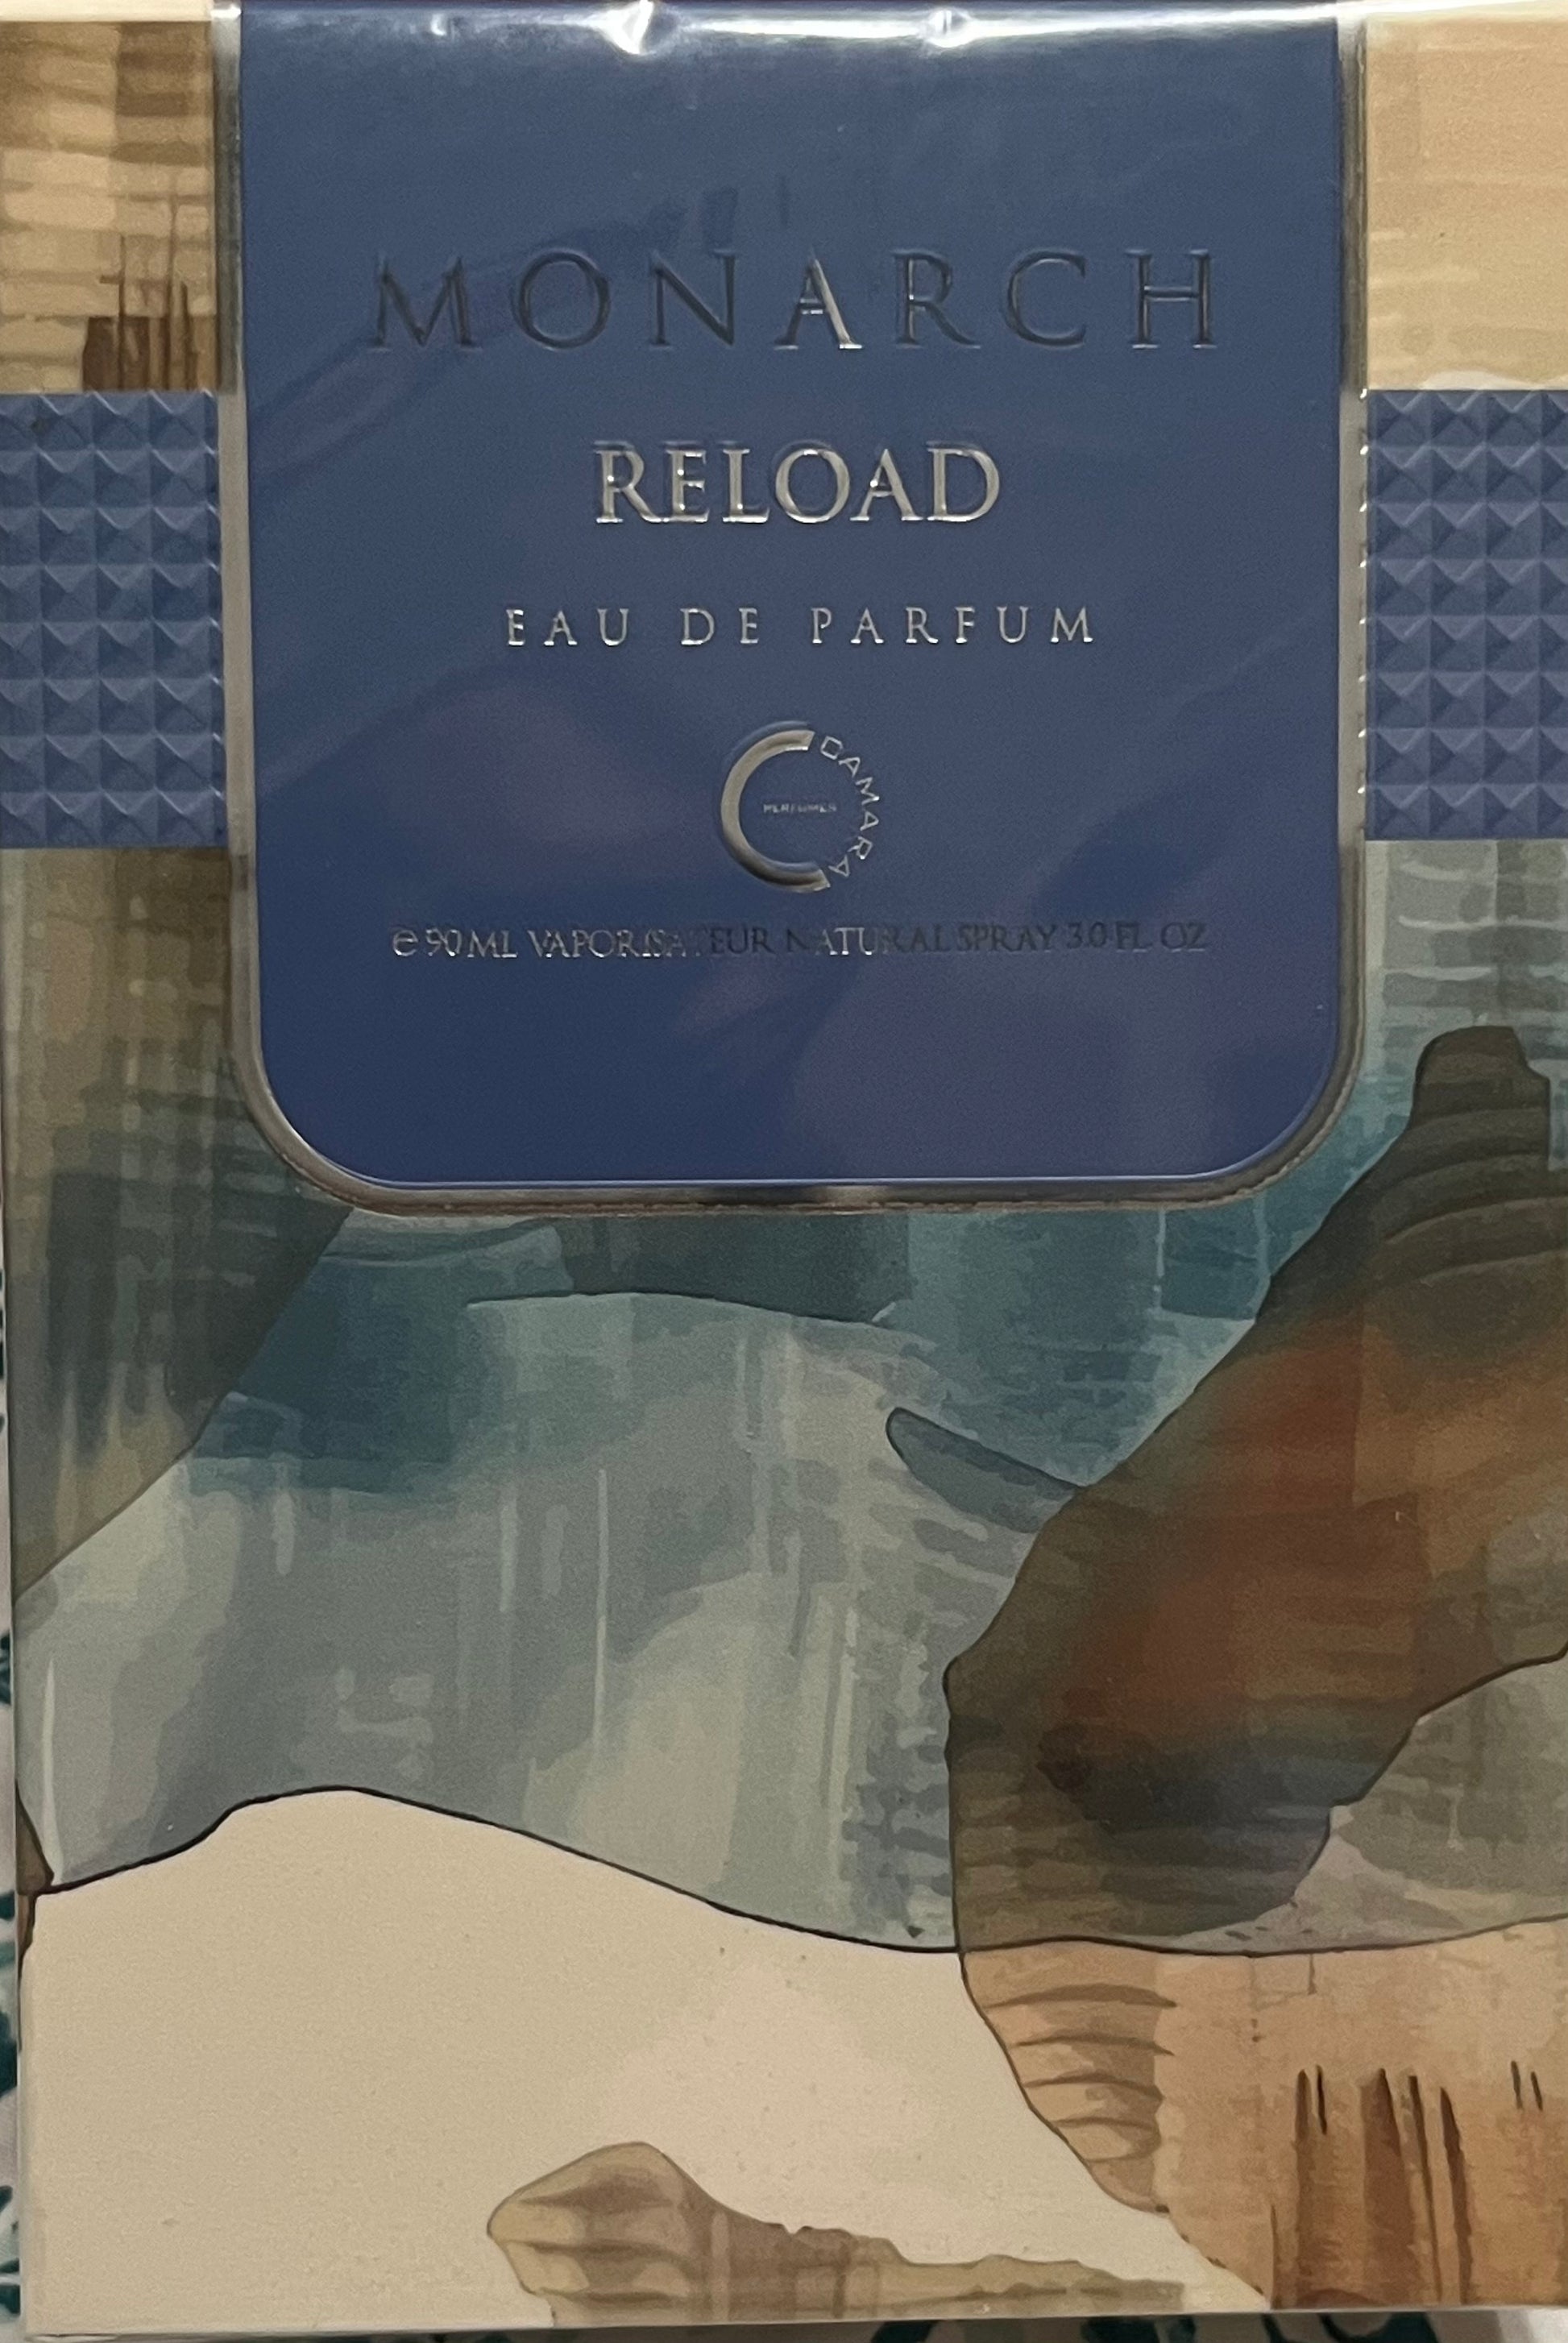 MONARCH
RELOAD
EAU DE PARFUM
CAMARA
PERFUMES
e 90 ML VAPORISATEUR NATURAL SPRAY 3.0 FL OZ